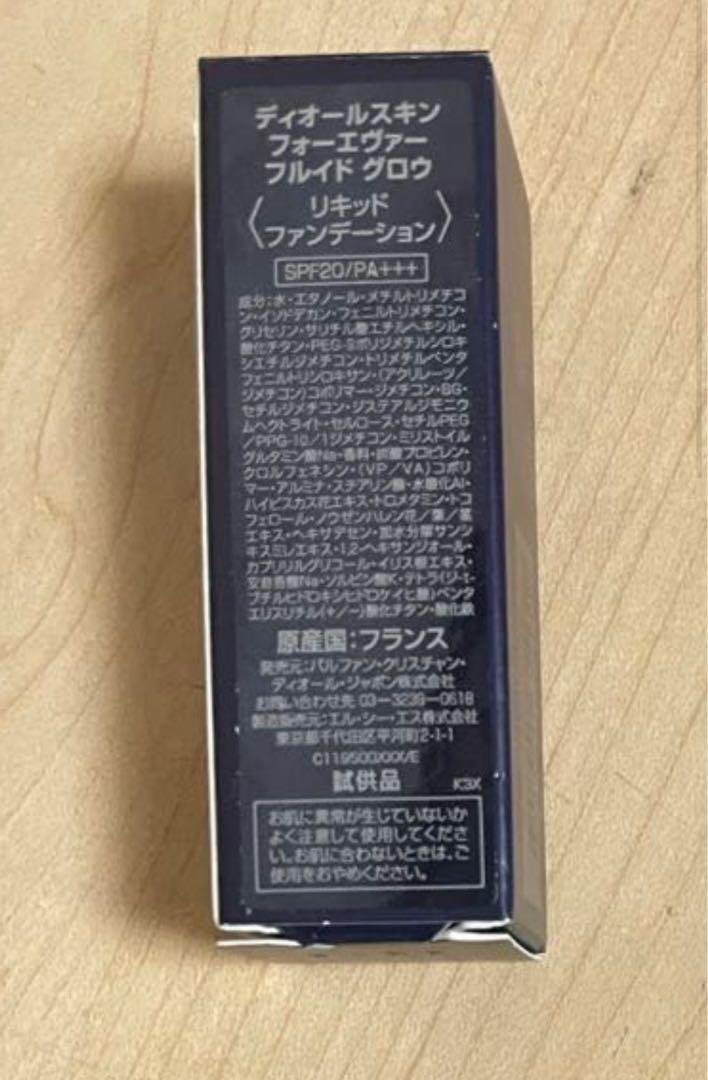 ディオールスキン
フォーエヴァー
フルイド グロウ
〈リキッド
ファンデーション〉
SPF20/PA+++
成分:水・エタノール・メチルトリメチコ
ン・イソドデカン・フェニルトリメチコン・
グリセリン・サリチル酸エチルヘキシル・
酸化チタン・PEG-9ポリジメチルシロキ
シエチルジメチコン・トリメチルペンタ
フェニルトリシロキサン・(アクリレーツ/
ジメチコン)コポリマー・ジメチコン・BG・
セチルジメチコン・ジステアルジモニウ
ムヘクトライト・セルロース・セチルPEG
/PPG-10/1ジメチコン・ミリストイル
グルタミン酸Na・香料・炭酸プロピレン・
クロルフェネシン・(VP/VA)コポリ
マー・アルミナ・ステアリン酸・水酸化Al・
ハイビスカス花エキス・トロメタミン・トコ
フェロール・ノウゼンハレン花/葉/茎
エキス・ヘキサデセン・加水分解サンシ
キスミレエキス・1,2-ヘキサンジオール・
カプリリルグリコール・イリス根エキス・
安息香酸Na・ソルビン酸K・テトラ(ジ-t-
ブチルヒドロキシヒドロケイヒ酸)ペンタ
エリスリチル(+/-)酸化チタン・酸化鉄
原産国:フランス
発売元:パルファン・クリスチャン・
ディオール・ジャポン株式会社
お問い合わせ先 03-3239-0618
製造販売元:エル・シー・エス株式会社
東京都千代田区平河町2-1-1
試供品 K3X
お肌に異常が生じていないか
よく注意して使用してくださ
い。お肌に合わないときは、ご
使用をおやめください。